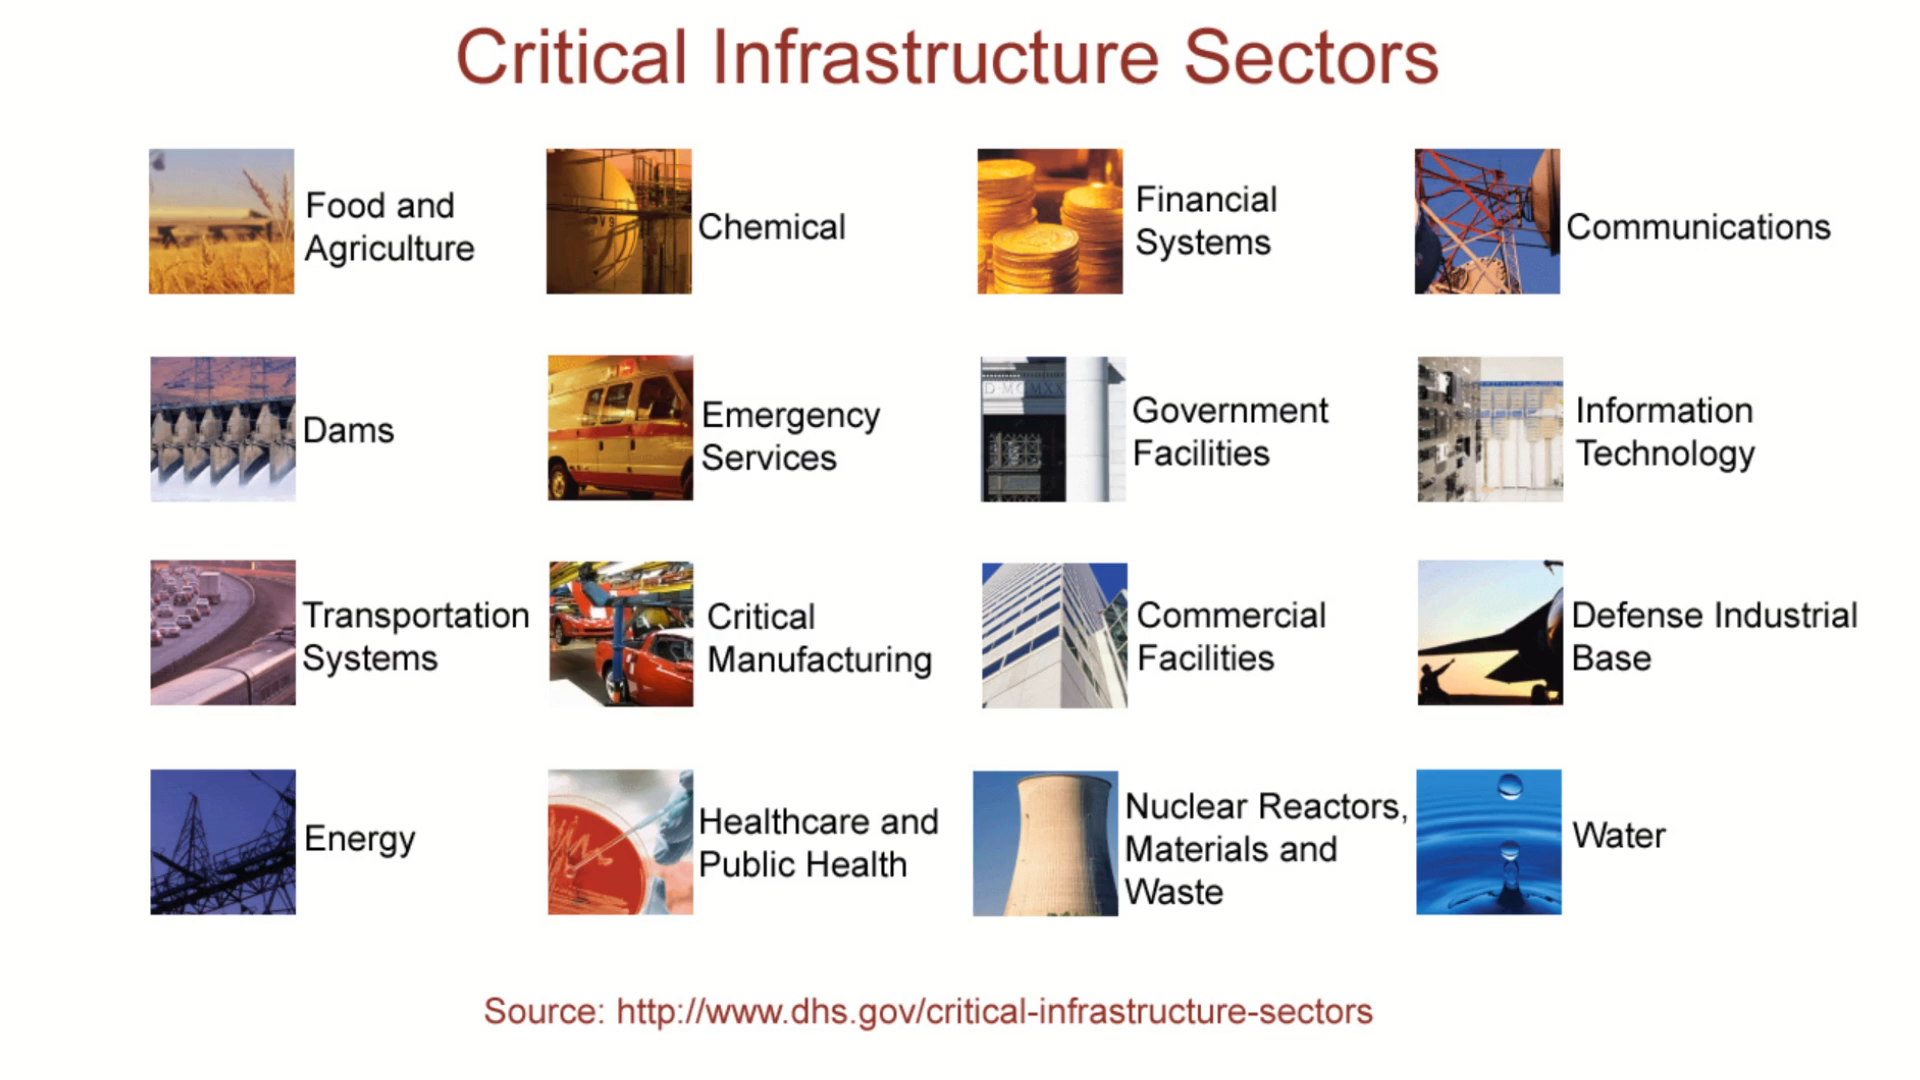 Critical Infrastructure Sectors
Food and
Agriculture
Chemical
Financial
Systems
Communications
Dams
Emergency
Services
Government
Facilities
Information
Technology
Transportation
Systems
Critical
Manufacturing
Commercial
Facilities
Defense Industrial
Base
Energy
Healthcare and
Public Health
Nuclear Reactors,
Materials and
Waste
Water
Source: http://www.dhs.gov/critical-infrastructure-sectors